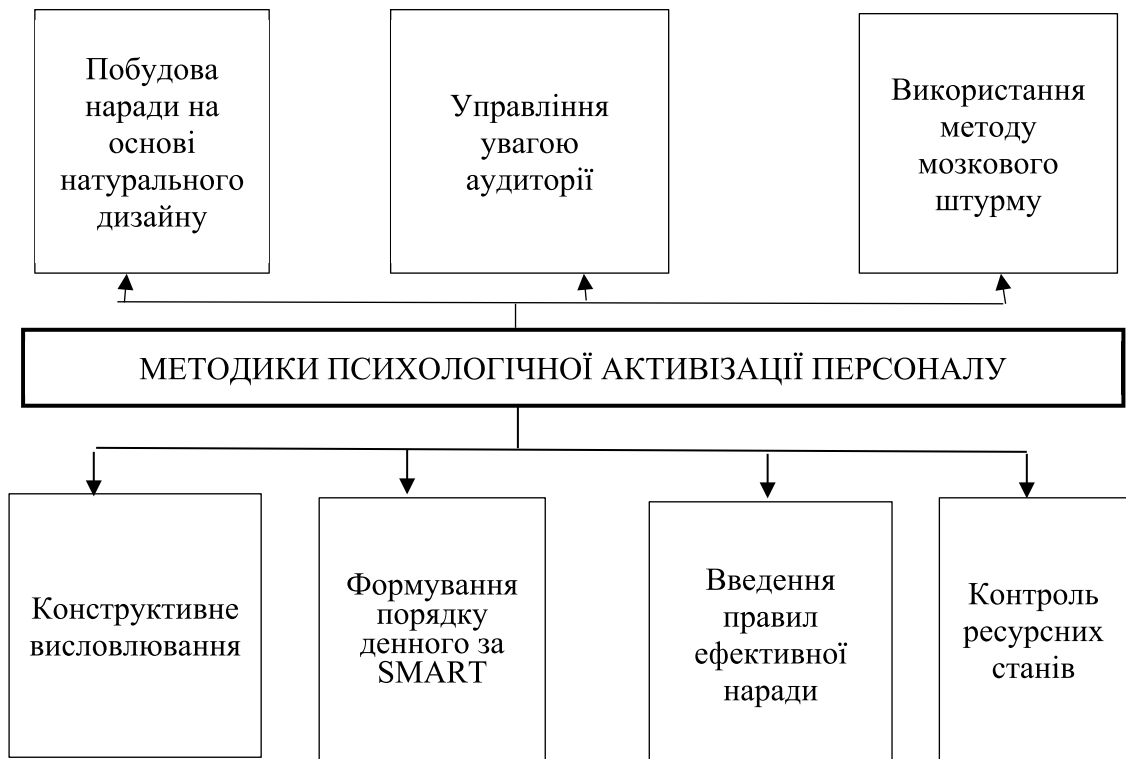 Побудова
наради на
основі
натурального
дизайну
Управління
увагою
аудиторії
Використання
методу
мозкового
штурму
МЕТОДИКИ ПСИХОЛОГІЧНОЇ АКТИВІЗАЦІЇ ПЕРСОНАЛУ
Конструктивне
висловлювання
Формування
порядку
денного за
SMART
Введення
правил
ефективної
наради
Контроль
ресурсних
станів